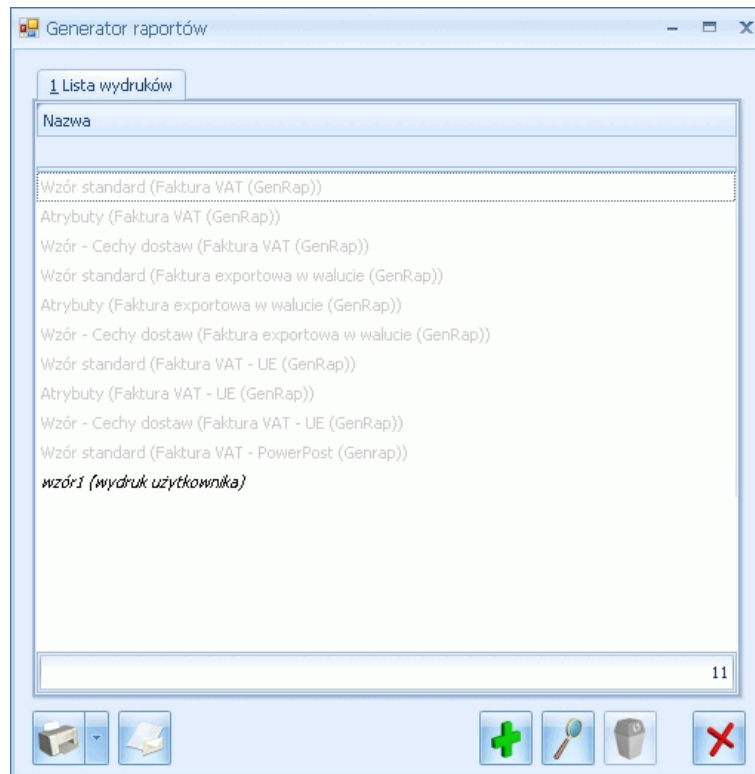 Generator raportów
1 Lista wydruków
Nazwa
Wzór standard (Faktura VAT (GenRap))
Atrybuty (Faktura VAT (GenRap))
Wzór - Cechy dostaw (Faktura VAT (GenRap))
Wzór standard (Faktura exportowa w walucie (GenRap))
Atrybuty (Faktura exportowa w walucie (GenRap))
Wzór - Cechy dostaw (Faktura exportowa w walucie (GenRap))
Wzór standard (Faktura VAT - UE (GenRap))
Atrybuty (Faktura VAT - UE (GenRap))
Wzór - Cechy dostaw (Faktura VAT - UE (GenRap))
Wzór standard (Faktura VAT - PowerPost (Genrap))
wzór1 (wydruk użytkownika)
11